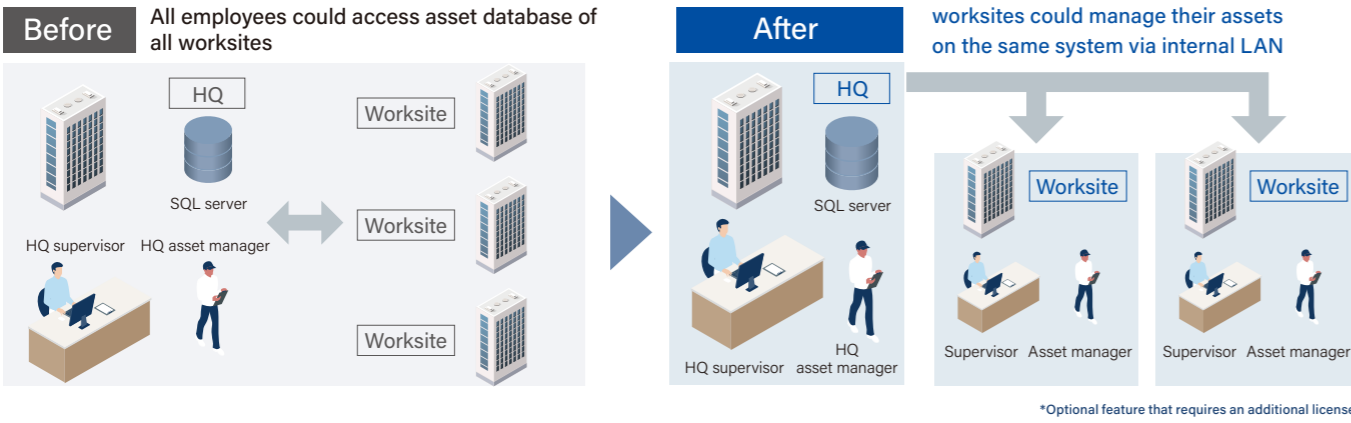 Before
All employees could access asset database of
all worksites
HQ
SQL server
HQ supervisor
HQ asset manager
Worksite
Worksite
Worksite
After
worksites could manage their assets
on the same system via internal LAN
HQ
SQL server
HQ supervisor
HQ
asset manager
Worksite
Supervisor
Asset manager
Worksite
Supervisor
Asset manager
*Optional feature that requires an additional license